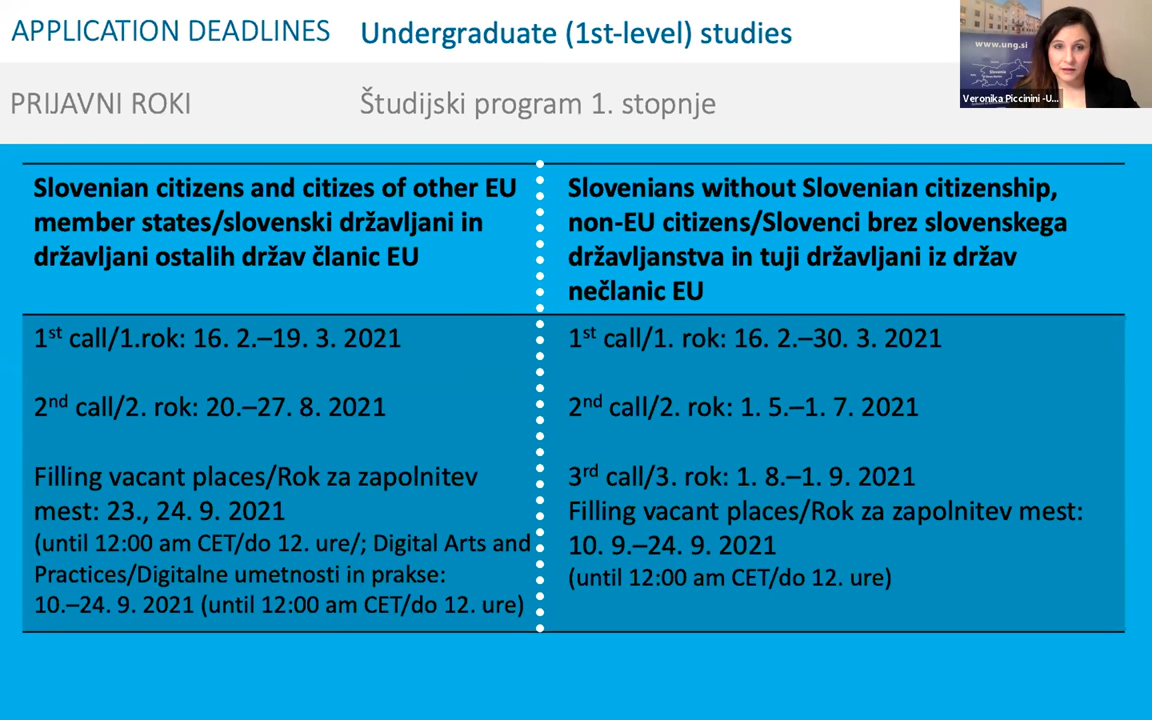 APPLICATION DEADLINES
Undergraduate (1st-level) studies
PRIJAVNI ROKI
Študijski program 1. stopnje
www.ung.si
Slovenia
Veronika Piccinini -U...
Slovenian citizens and citizes of other EU
member states/slovenski državljani in
državljani ostalih držav članic EU
1st call/1.rok: 16. 2.–19. 3. 2021
2nd call/2. rok: 20.–27. 8. 2021
Filling vacant places/Rok za zapolnitev
mest: 23., 24. 9. 2021
(until 12:00 am CET/do 12. ure/; Digital Arts and
Practices/Digitalne umetnosti in prakse:
10.–24. 9. 2021 (until 12:00 am CET/do 12. ure)
Slovenians without Slovenian citizenship,
non-EU citizens/Slovenci brez slovenskega
državljanstva in tuji državljani iz držav
nečlanic EU
1st call/1. rok: 16. 2.–30. 3. 2021
2nd call/2. rok: 1. 5.–1. 7. 2021
3rd call/3. rok: 1. 8.–1. 9. 2021
Filling vacant places/Rok za zapolnitev mest:
10. 9.–24. 9. 2021
(until 12:00 am CET/do 12. ure)